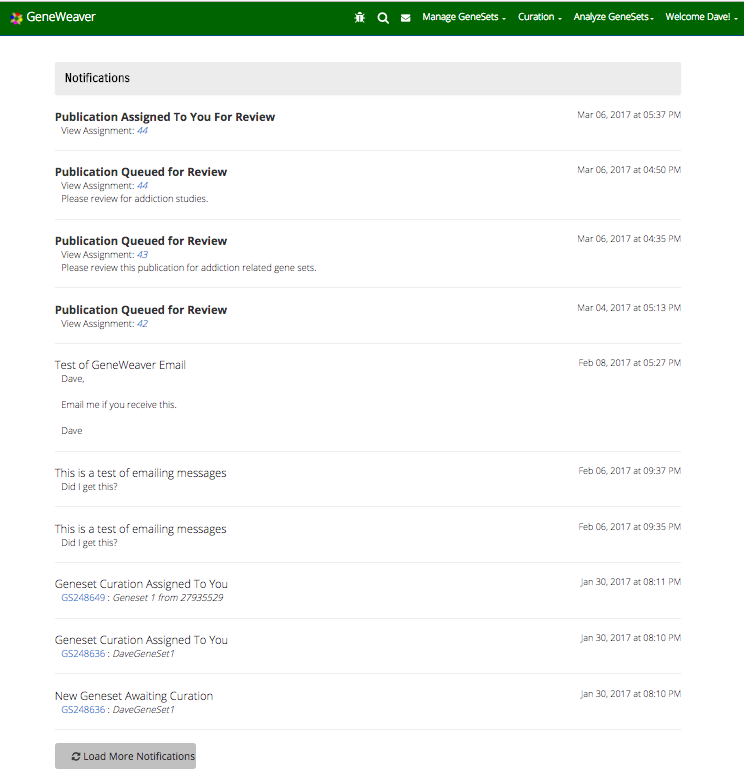 GeneWeaver
Manage GeneSets
Curation
Analyze GeneSets
Welcome Dave!
Notifications
Publication Assigned To You For Review
Mar 06, 2017 at 05:37 PM
View Assignment: 44
Publication Queued for Review
Mar 06, 2017 at 04:50 PM
View Assignment: 44
Please review for addiction studies.
Publication Queued for Review
Mar 06, 2017 at 04:35 PM
View Assignment: 43
Please review this publication for addiction related gene sets.
Publication Queued for Review
Mar 04, 2017 at 05:13 PM
View Assignment: 42
Test of GeneWeaver Email
Feb 08, 2017 at 05:27 PM
Dave,
Email me if you receive this.
Dave
This is a test of emailing messages
Feb 06, 2017 at 09:37 PM
Did I get this?
This is a test of emailing messages
Feb 06, 2017 at 09:35 PM
Did I get this?
Geneset Curation Assigned To You
Jan 30, 2017 at 08:11 PM
GS248649 : Geneset 1 from 27935529
Geneset Curation Assigned To You
Jan 30, 2017 at 08:10 PM
GS248636 : DaveGeneSet1
New Geneset Awaiting Curation
Jan 30, 2017 at 08:10 PM
GS248636 : DaveGeneSet1
Load More Notifications